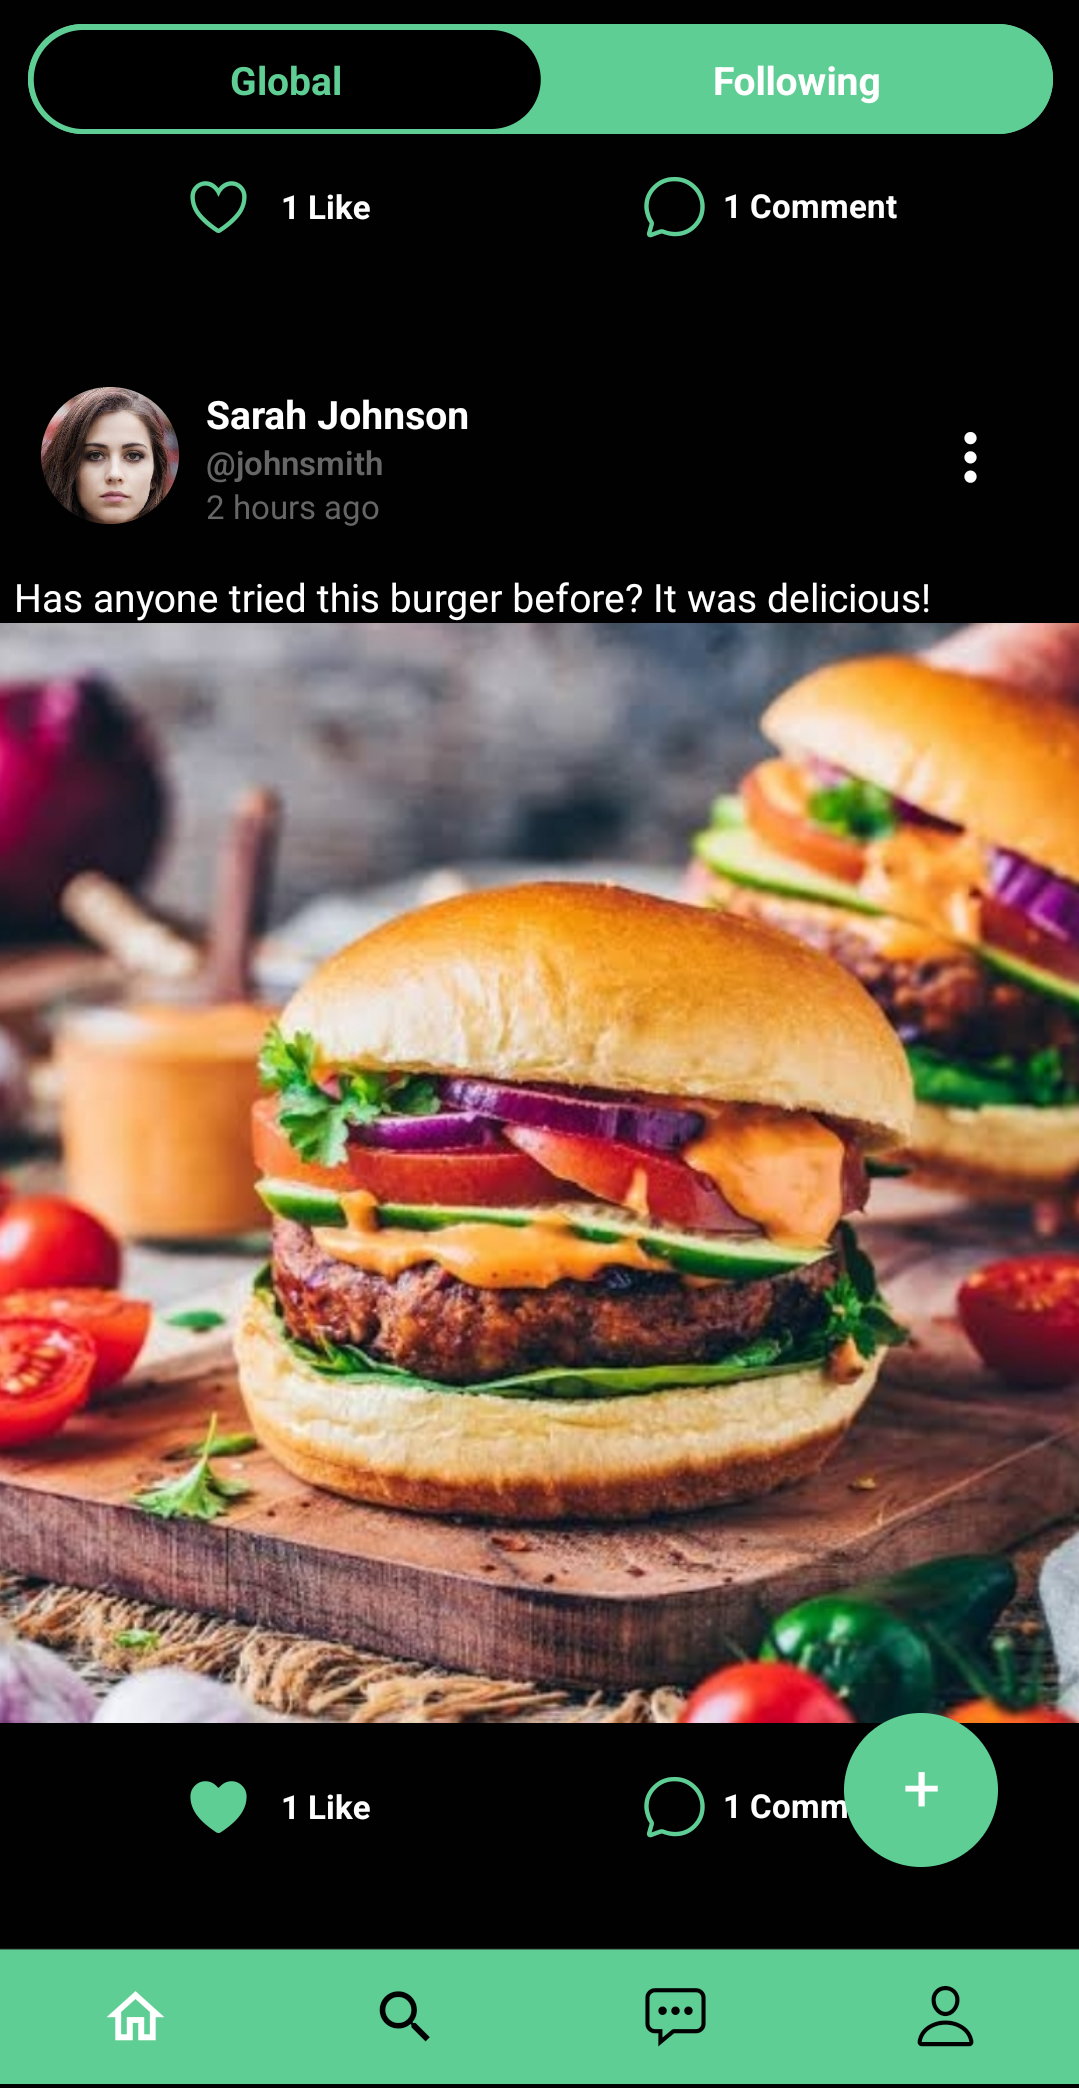 Global
Following
1 Like
1 Comment
Sarah Johnson
@johnsmith
2 hours ago
Has anyone tried this burger before? It was delicious!
1 Like
1 Comm
+